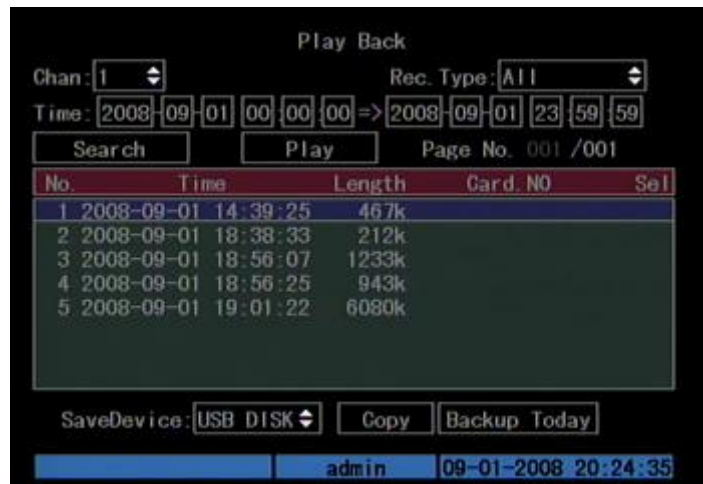 Play Back
Chan: 1 Rec. Type: All
Time: 2008-09-01 00:00:00 => 2008-09-01 23:59:59
Search Play Page No. 001 /001
No. Time Length Card. NO Sel
1 2008-09-01 14:39:25 467k
2 2008-09-01 18:38:33 212k
3 2008-09-01 18:56:07 1233k
4 2008-09-01 18:56:25 943k
5 2008-09-01 19:01:22 6080k
SaveDevice: USB DISK Copy Backup Today
admin 09-01-2008 20:24:35